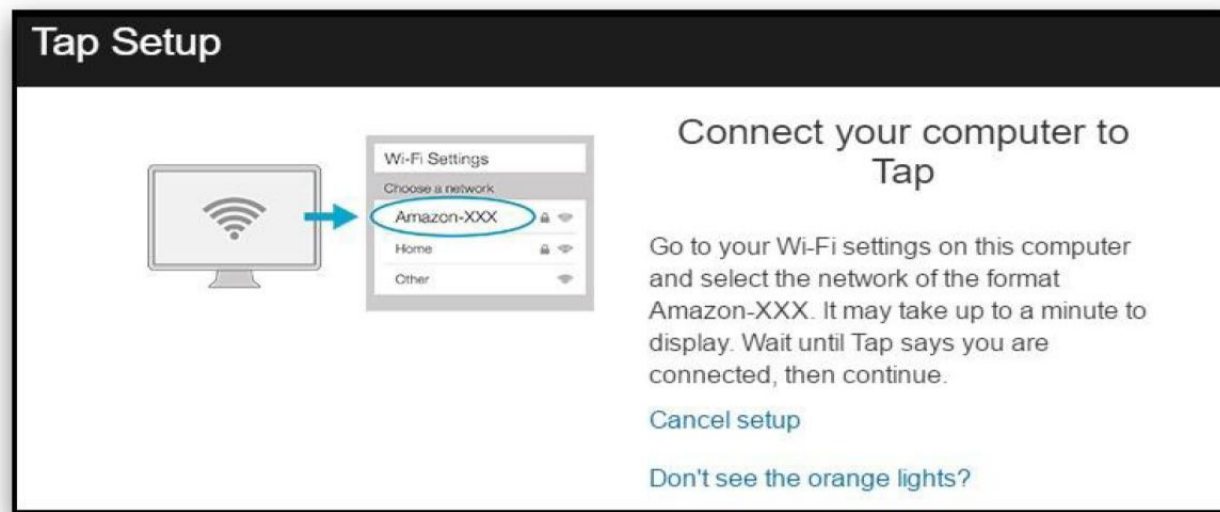 Tap Setup
Wi-Fi Settings
Choose a network
Amazon-XXX
Home
Other
Connect your computer to
Tap
Go to your Wi-Fi settings on this computer
and select the network of the format
Amazon-XXX. It may take up to a minute to
display. Wait until Tap says you are
connected, then continue.
Cancel setup
Don't see the orange lights?